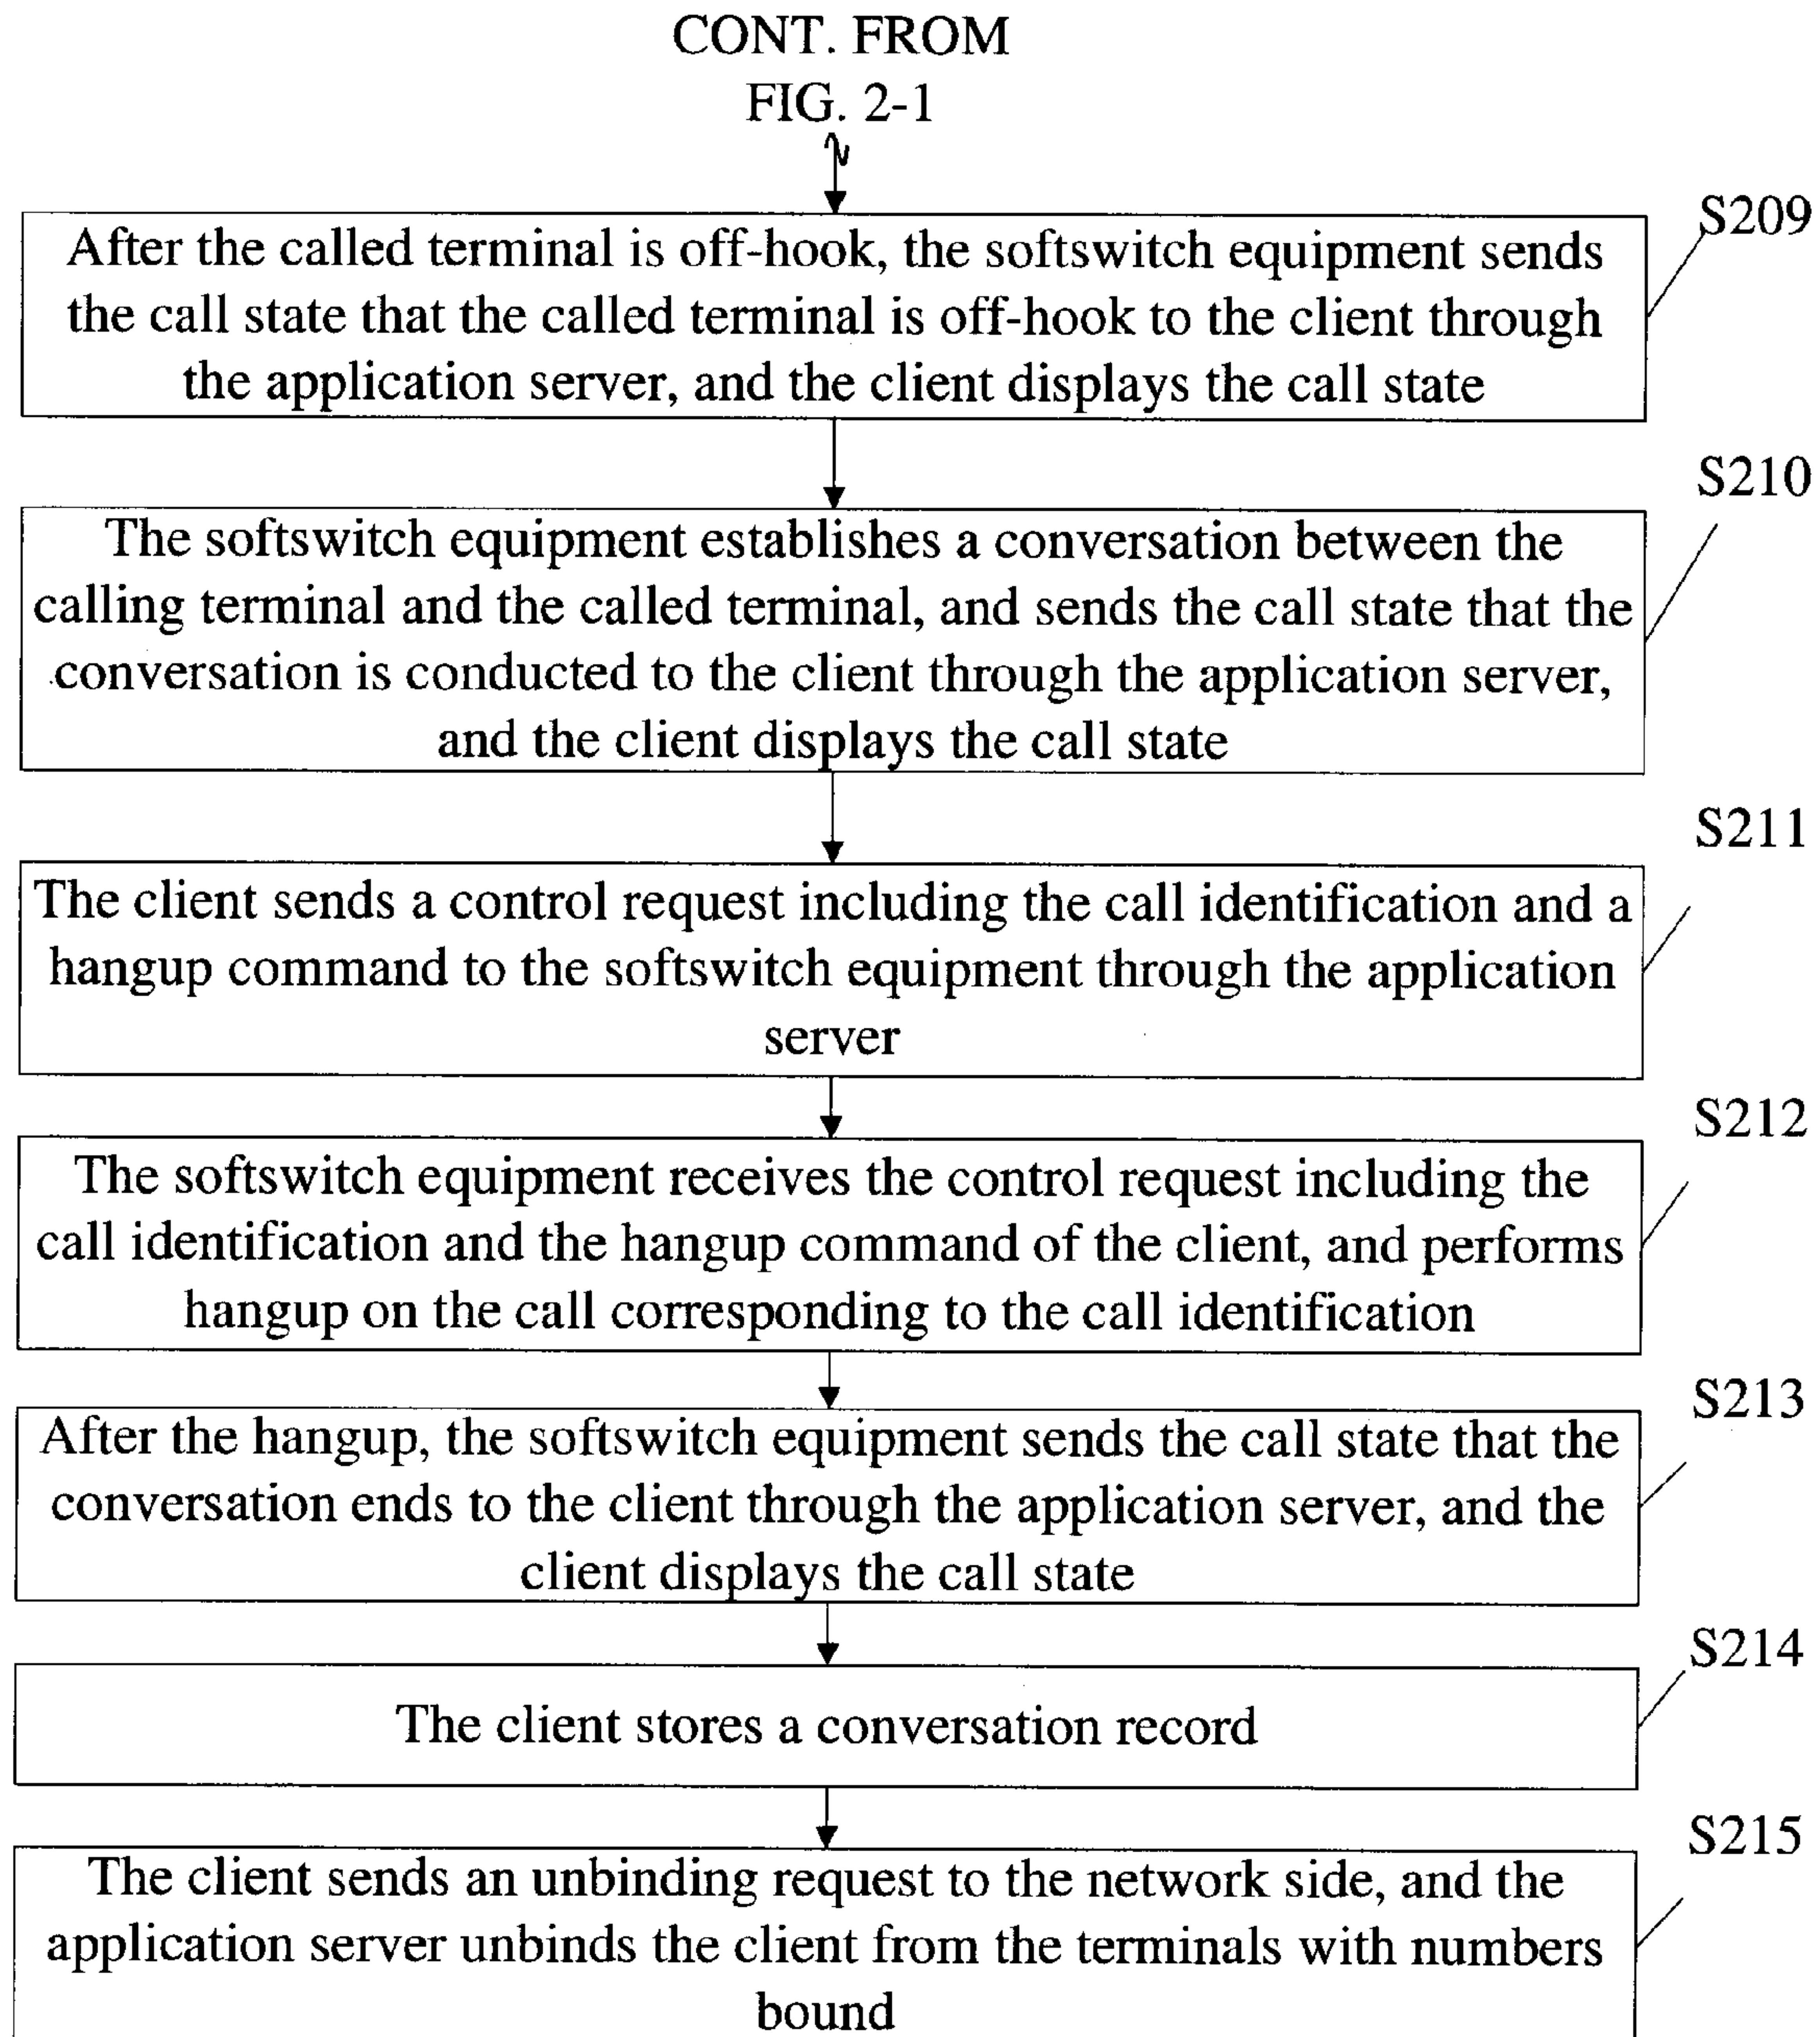 CONT. FROM
FIG. 2-1
S209
After the called terminal is off-hook, the softswitch equipment sends
the call state that the called terminal is off-hook to the client through
the application server, and the client displays the call state
S210
The softswitch equipment establishes a conversation between the
calling terminal and the called terminal, and sends the call state that the
conversation is conducted to the client through the application server,
and the client displays the call state
S211
The client sends a control request including the call identification and a
hangup command to the softswitch equipment through the application
server
S212
The softswitch equipment receives the control request including the
call identification and the hangup command of the client, and performs
hangup on the call corresponding to the call identification
S213
After the hangup, the softswitch equipment sends the call state that the
conversation ends to the client through the application server, and the
client displays the call state
S214
The client stores a conversation record
S215
The client sends an unbinding request to the network side, and the
application server unbinds the client from the terminals with numbers
bound